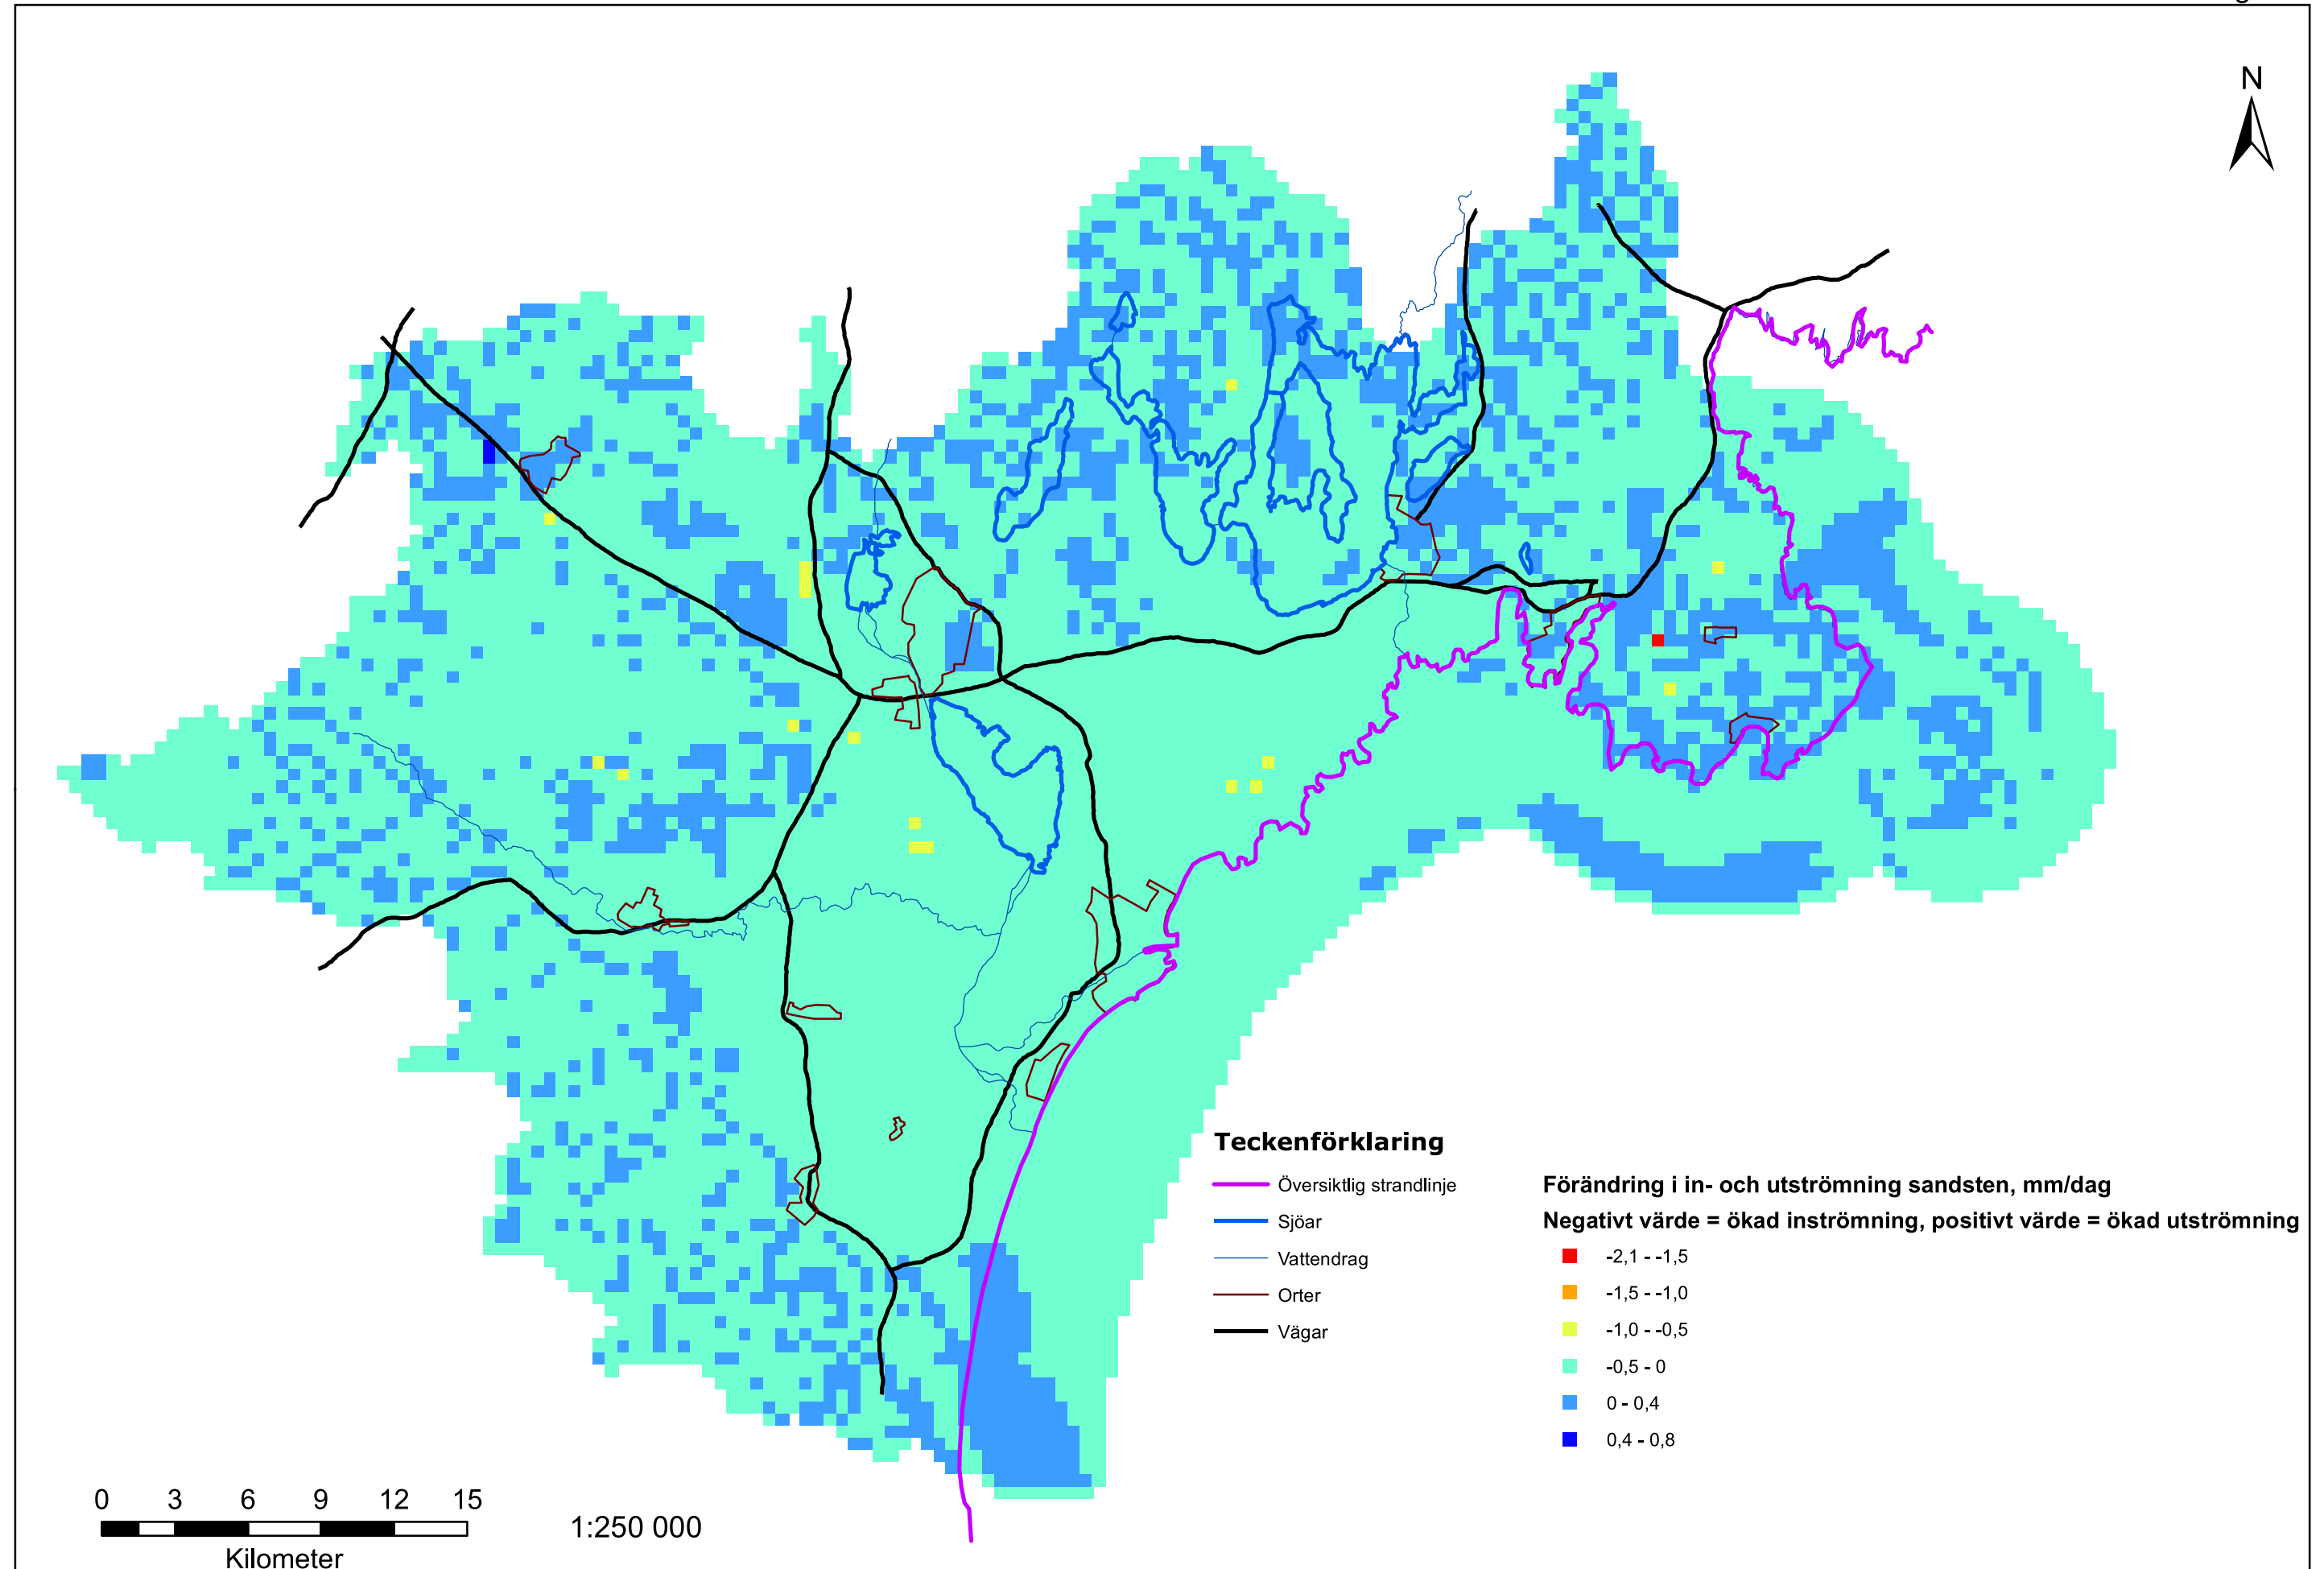 N
Teckenförklaring
Översiktlig strandlinje
Sjöar
Vattendrag
Orter
Vägar
Förändring i in- och utströmning sandsten, mm/dag
Negativt värde = ökad inströmning, positivt värde = ökad utströmning
-2,1 - -1,5
-1,5 - -1,0
-1,0 - -0,5
-0,5 - 0
0 - 0,4
0,4 - 0,8
0 3 6 9 12 15
Kilometer
1:250 000